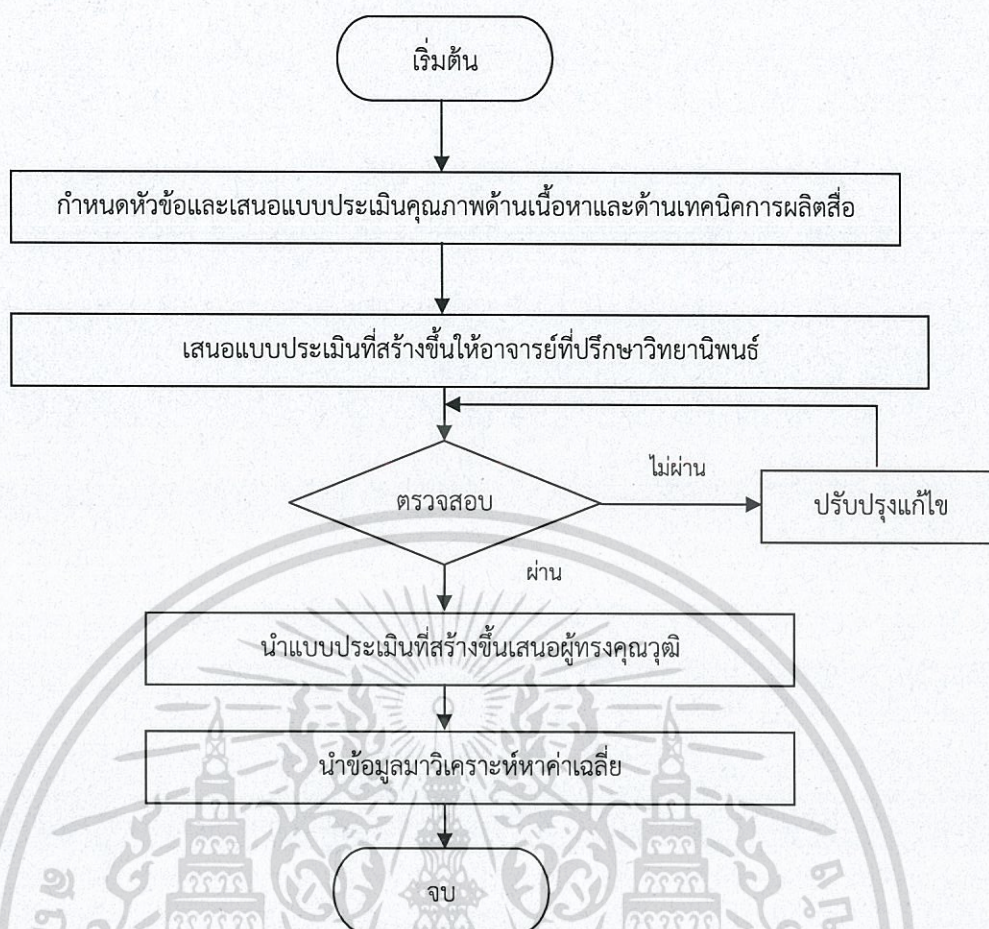 เริ่มต้น
กำหนดหัวข้อและเสนอแบบประเมินคุณภาพด้านเนื้อหาและด้านเทคนิคการผลิตสื่อ
เสนอแบบประเมินที่สร้างขึ้นให้อาจารย์ที่ปรึกษาวิทยานิพนธ์
ตรวจสอบ
ไม่ผ่าน
ปรับปรุงแก้ไข
ผ่าน
นำแบบประเมินที่สร้างขึ้นเสนอผู้ทรงคุณวุฒิ
นำข้อมูลมาวิเคราะห์หาค่าเฉลี่ย
จบ